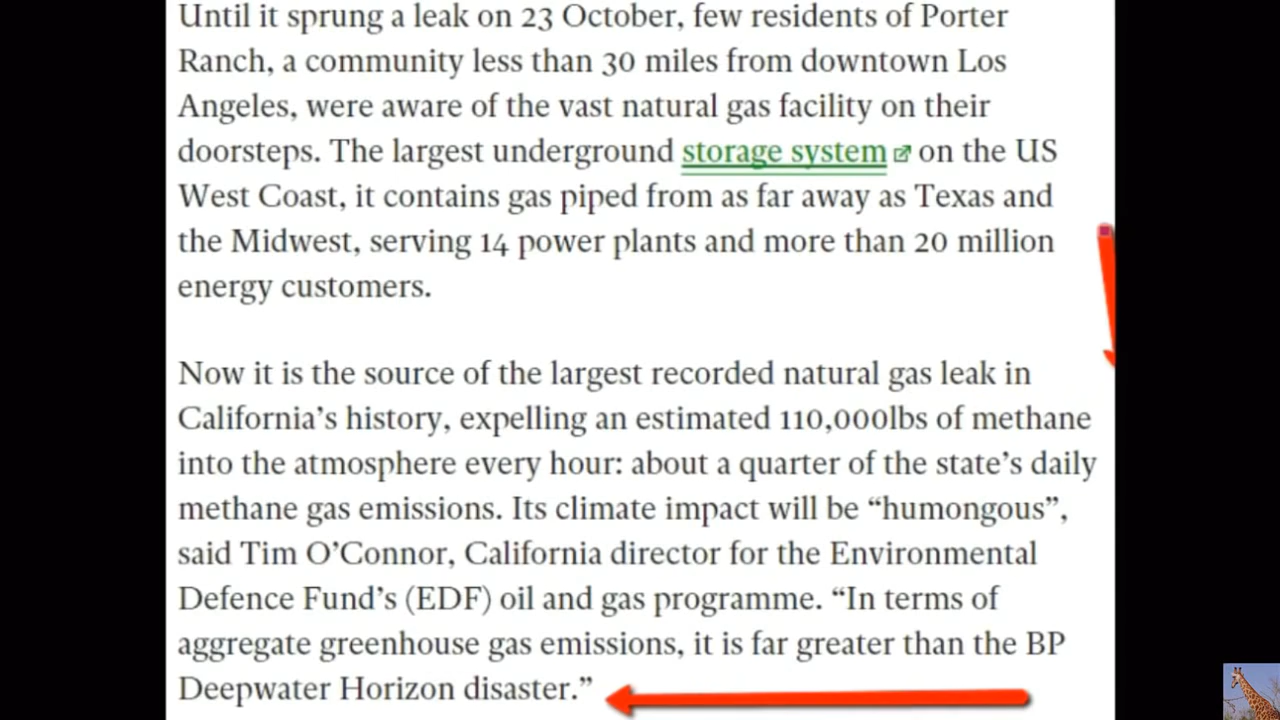 Until it sprung a leak on 23 October, few residents of Porter
Ranch, a community less than 30 miles from downtown Los
Angeles, were aware of the vast natural gas facility on their
doorsteps. The largest underground storage system on the US
West Coast, it contains gas piped from as far away as Texas and
the Midwest, serving 14 power plants and more than 20 million
energy customers.
Now it is the source of the largest recorded natural gas leak in
California’s history, expelling an estimated 110,000lbs of methane
into the atmosphere every hour: about a quarter of the state’s daily
methane gas emissions. Its climate impact will be “humongous”,
said Tim O’Connor, California director for the Environmental
Defence Fund’s (EDF) oil and gas programme. “In terms of
aggregate greenhouse gas emissions, it is far greater than the BP
Deepwater Horizon disaster.”